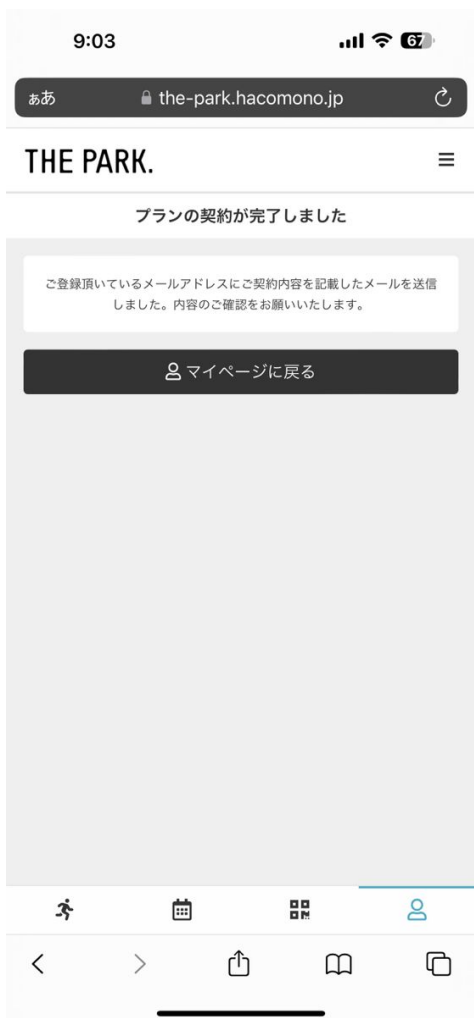 9:03
67
ぁあ
the-park.hacomono.jp
THE PARK.
プランの契約が完了しました
ご登録頂いているメールアドレスにご契約内容を記載したメールを送信
しました。内容のご確認をお願いいたします。
マイページに戻る